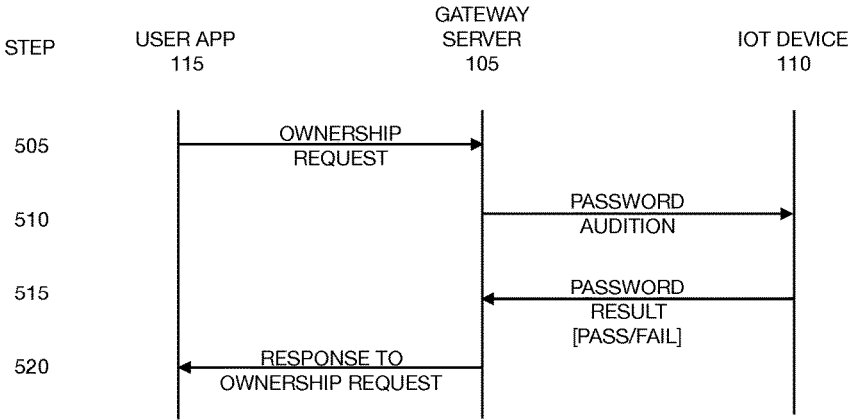 STEP
USER APP
115
GATEWAY
SERVER
105
IOT DEVICE
110
505
OWNERSHIP
REQUEST
510
PASSWORD
AUDITION
515
PASSWORD
RESULT
[PASS/FAIL]
520
RESPONSE TO
OWNERSHIP REQUEST